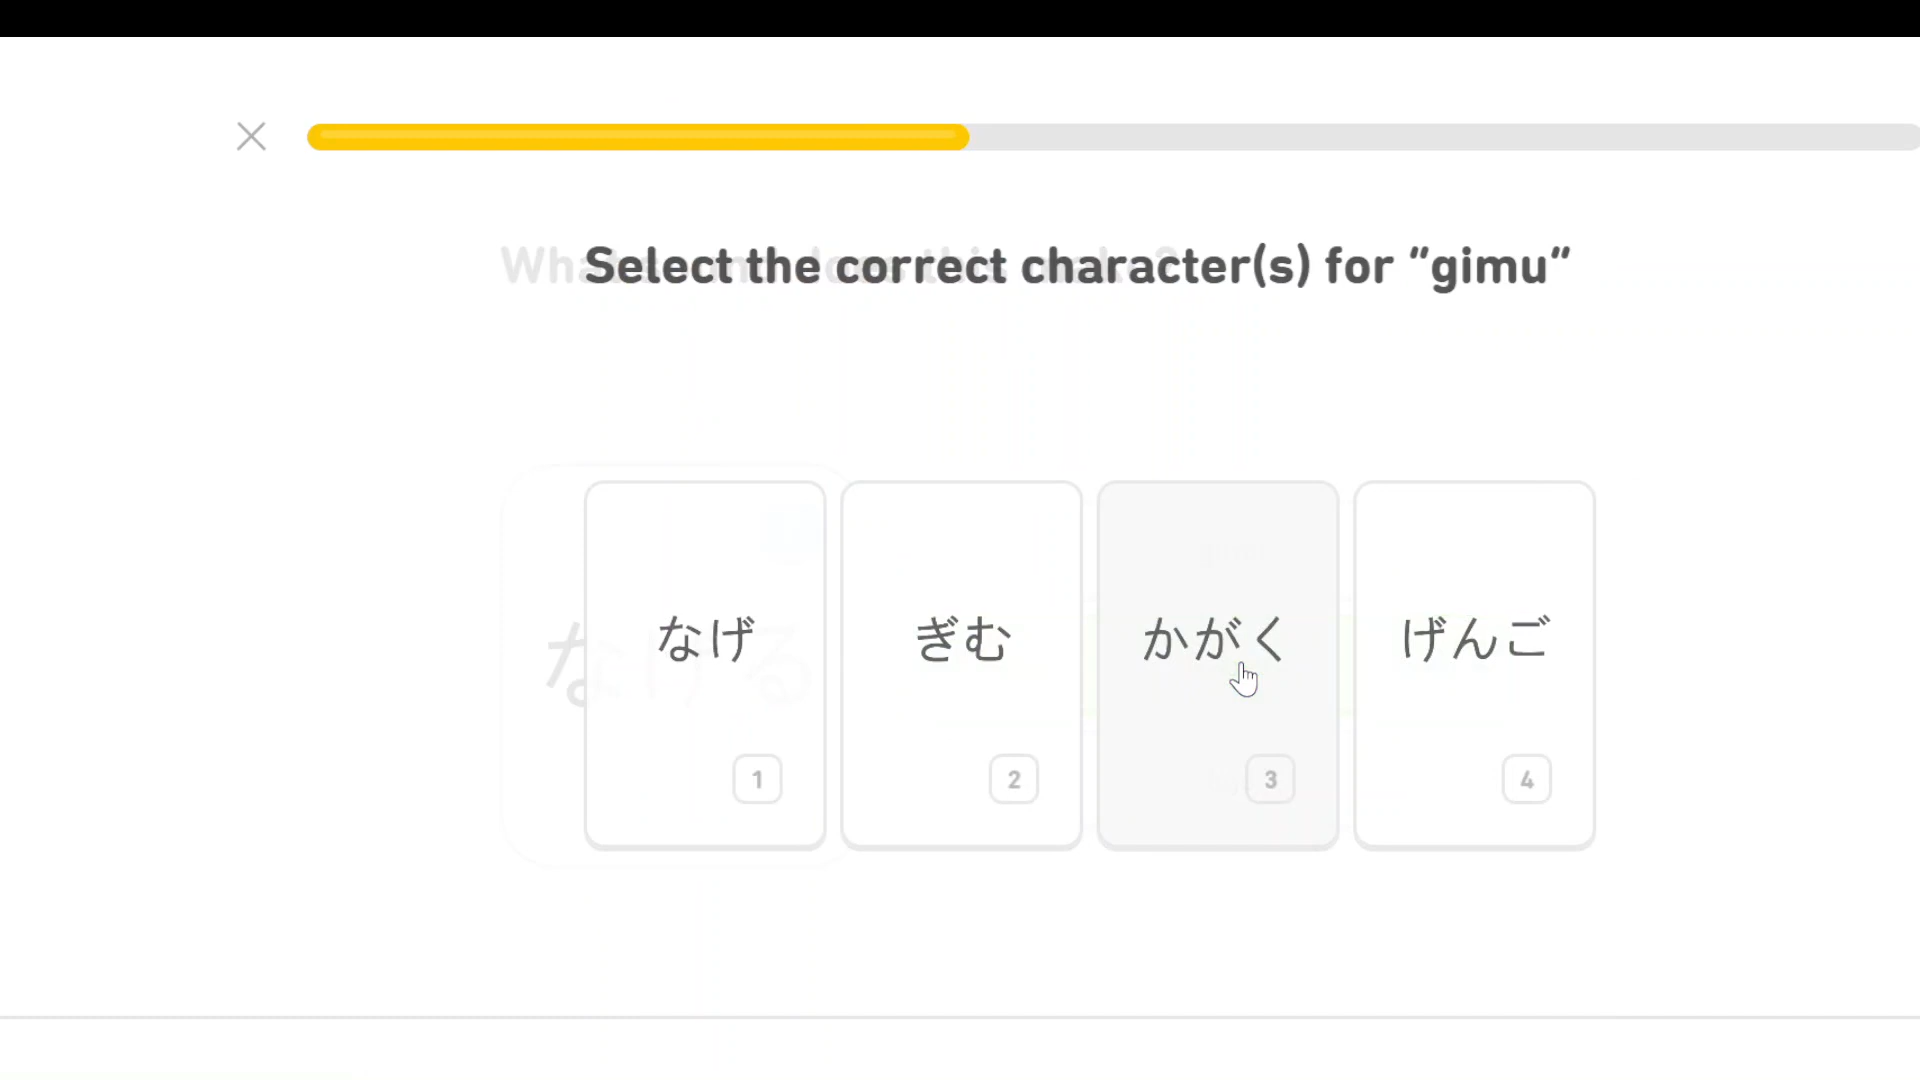 Select the correct character(s) for "gimu"
なげ
ぎむ
かがく
げんご
1
2
3
4